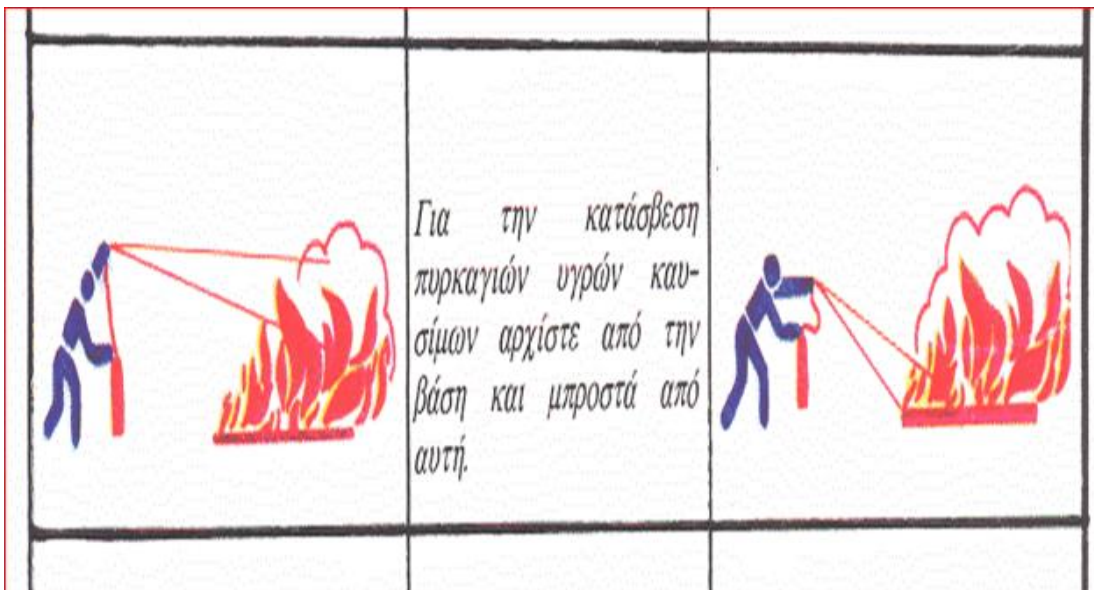 Για την κατάσβεση
πυρκαγιών υγρών καυ-
σίμων αρχίστε από την
βάση και μπροστά από
αυτή.